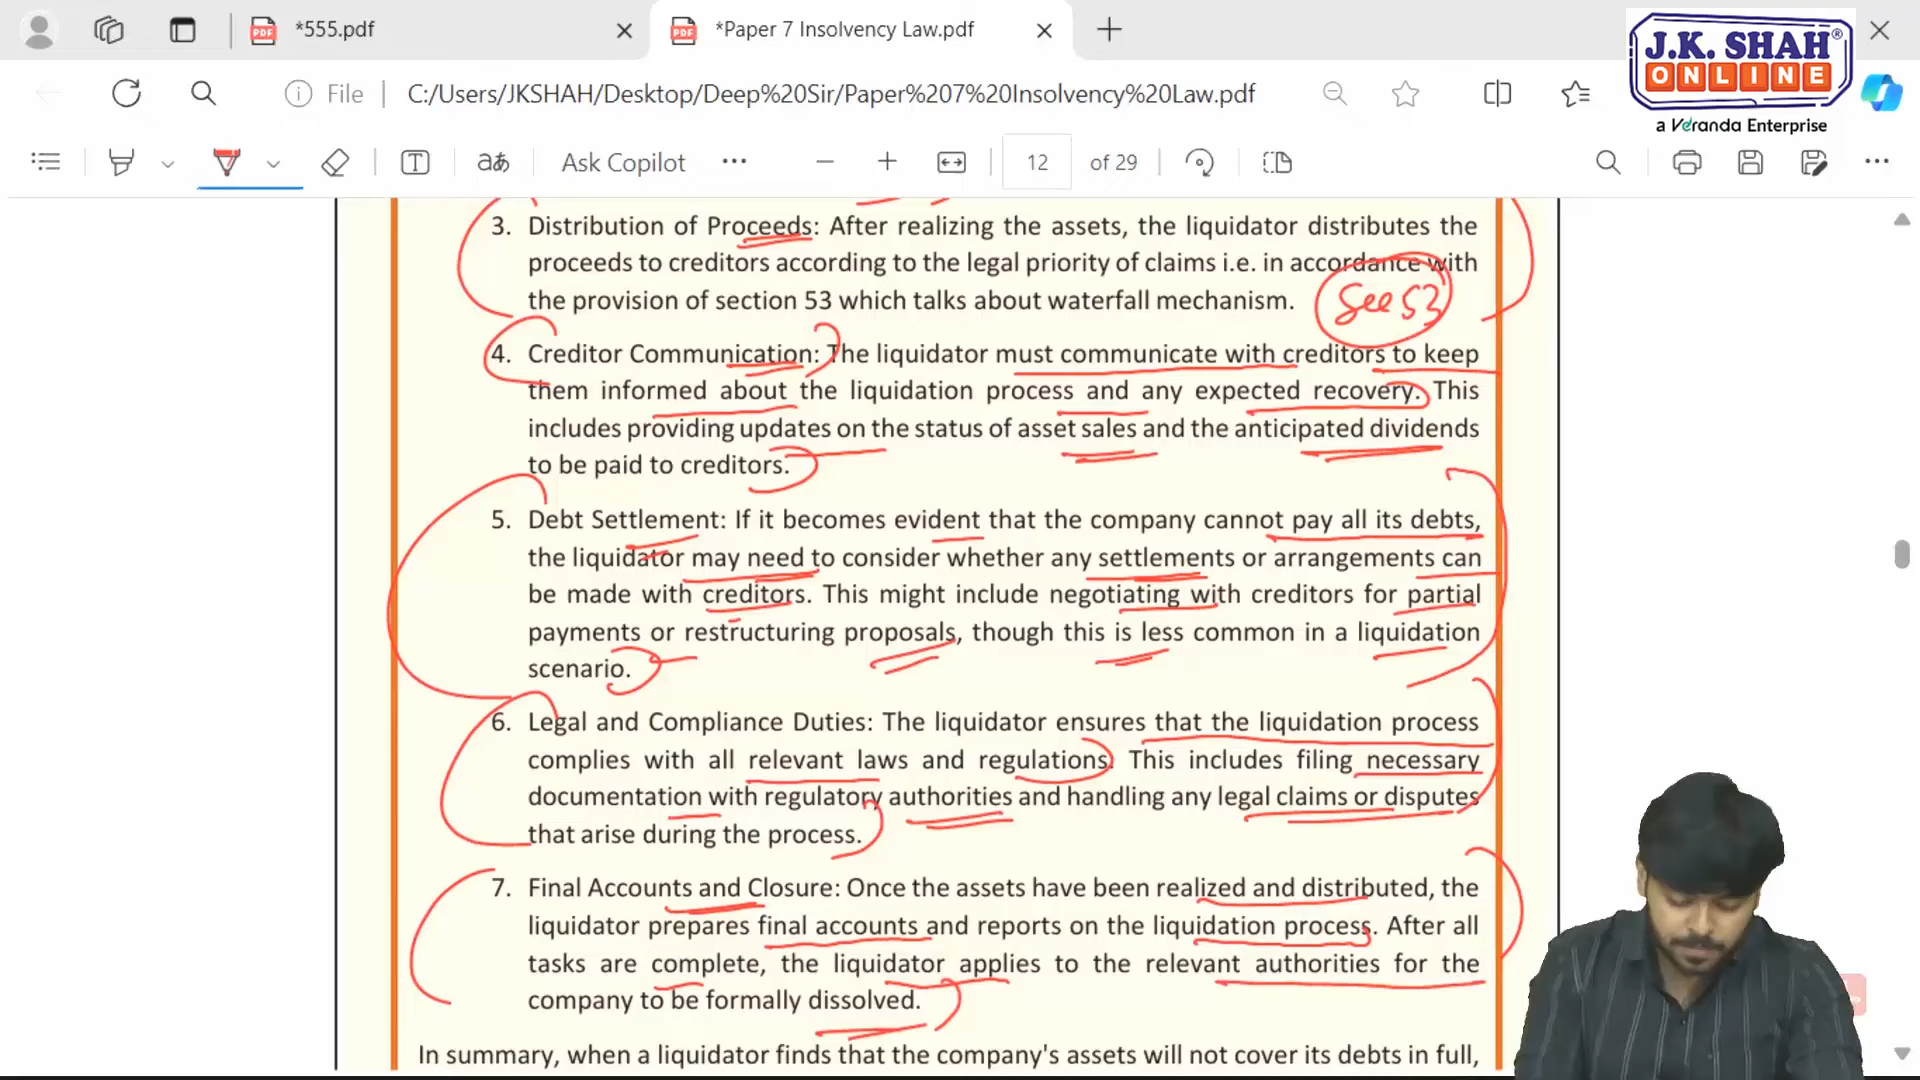 *555.pdf
*Paper 7 Insolvency Law.pdf
J.K. SHAH®
ONLINE
a Veranda Enterprise
File
C:/Users/JKSHAH/Desktop/Deep%20Sir/Paper%207%20Insolvency%20Law.pdf
Ask Copilot
12 of 29
3. Distribution of Proceeds: After realizing the assets, the liquidator distributes the
proceeds to creditors according to the legal priority of claims i.e. in accordance with
the provision of section 53 which talks about waterfall mechanism.
See 53
4. Creditor Communication: The liquidator must communicate with creditors to keep
them informed about the liquidation process and any expected recovery. This
includes providing updates on the status of asset sales and the anticipated dividends
to be paid to creditors.
5. Debt Settlement: If it becomes evident that the company cannot pay all its debts,
the liquidator may need to consider whether any settlements or arrangements can
be made with creditors. This might include negotiating with creditors for partial
payments or restructuring proposals, though this is less common in a liquidation
scenario.
6. Legal and Compliance Duties: The liquidator ensures that the liquidation process
complies with all relevant laws and regulations. This includes filing necessary
documentation with regulatory authorities and handling any legal claims or disputes
that arise during the process.
7. Final Accounts and Closure: Once the assets have been realized and distributed, the
liquidator prepares final accounts and reports on the liquidation process. After all
tasks are complete, the liquidator applies to the relevant authorities for the
company to be formally dissolved.
In summary, when a liquidator finds that the company's assets will not cover its debts in full,